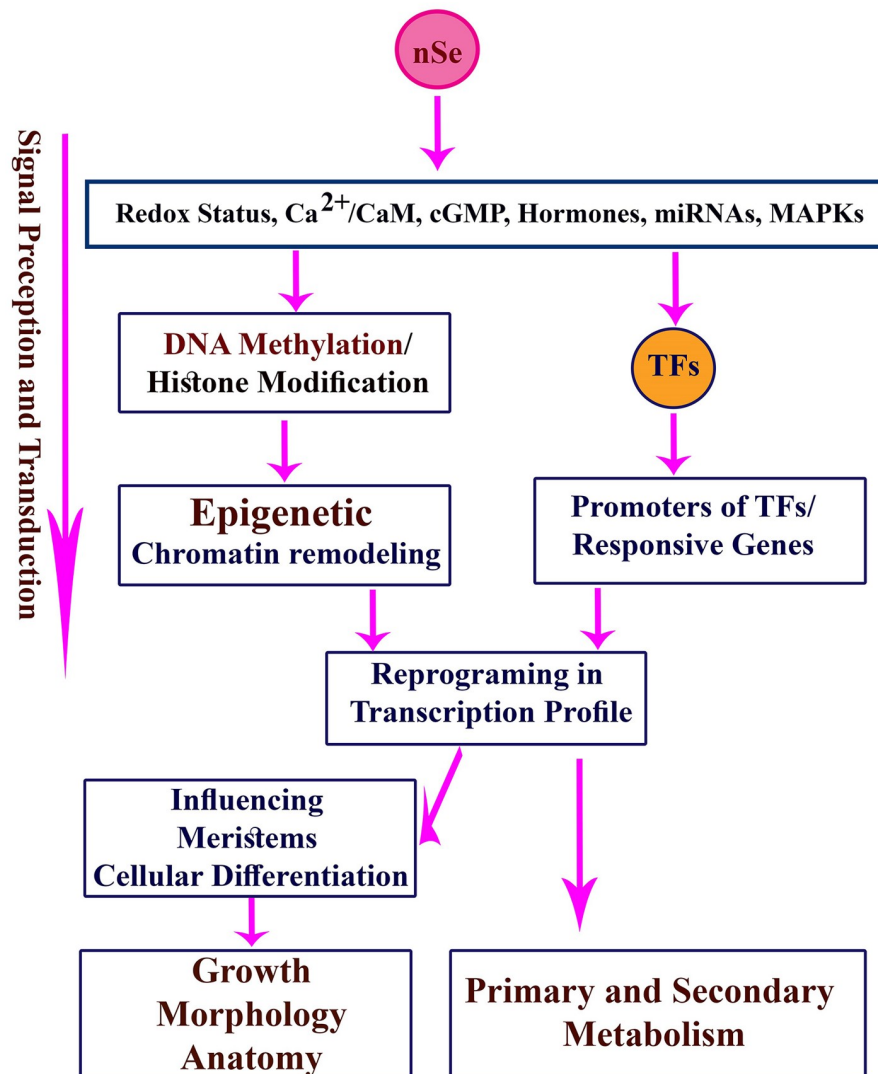 nSe
Signal Preception and Transduction
Redox Status, Ca2+/CaM, cGMP, Hormones, miRNAs, MAPKs
DNA Methylation/
Histone Modification
TFs
Epigenetic
Chromatin remodeling
Promoters of TFs/
Responsive Genes
Reprograming in
Transcription Profile
Influencing
Meristems
Cellular Differentiation
Growth
Morphology
Anatomy
Primary and Secondary
Metabolism